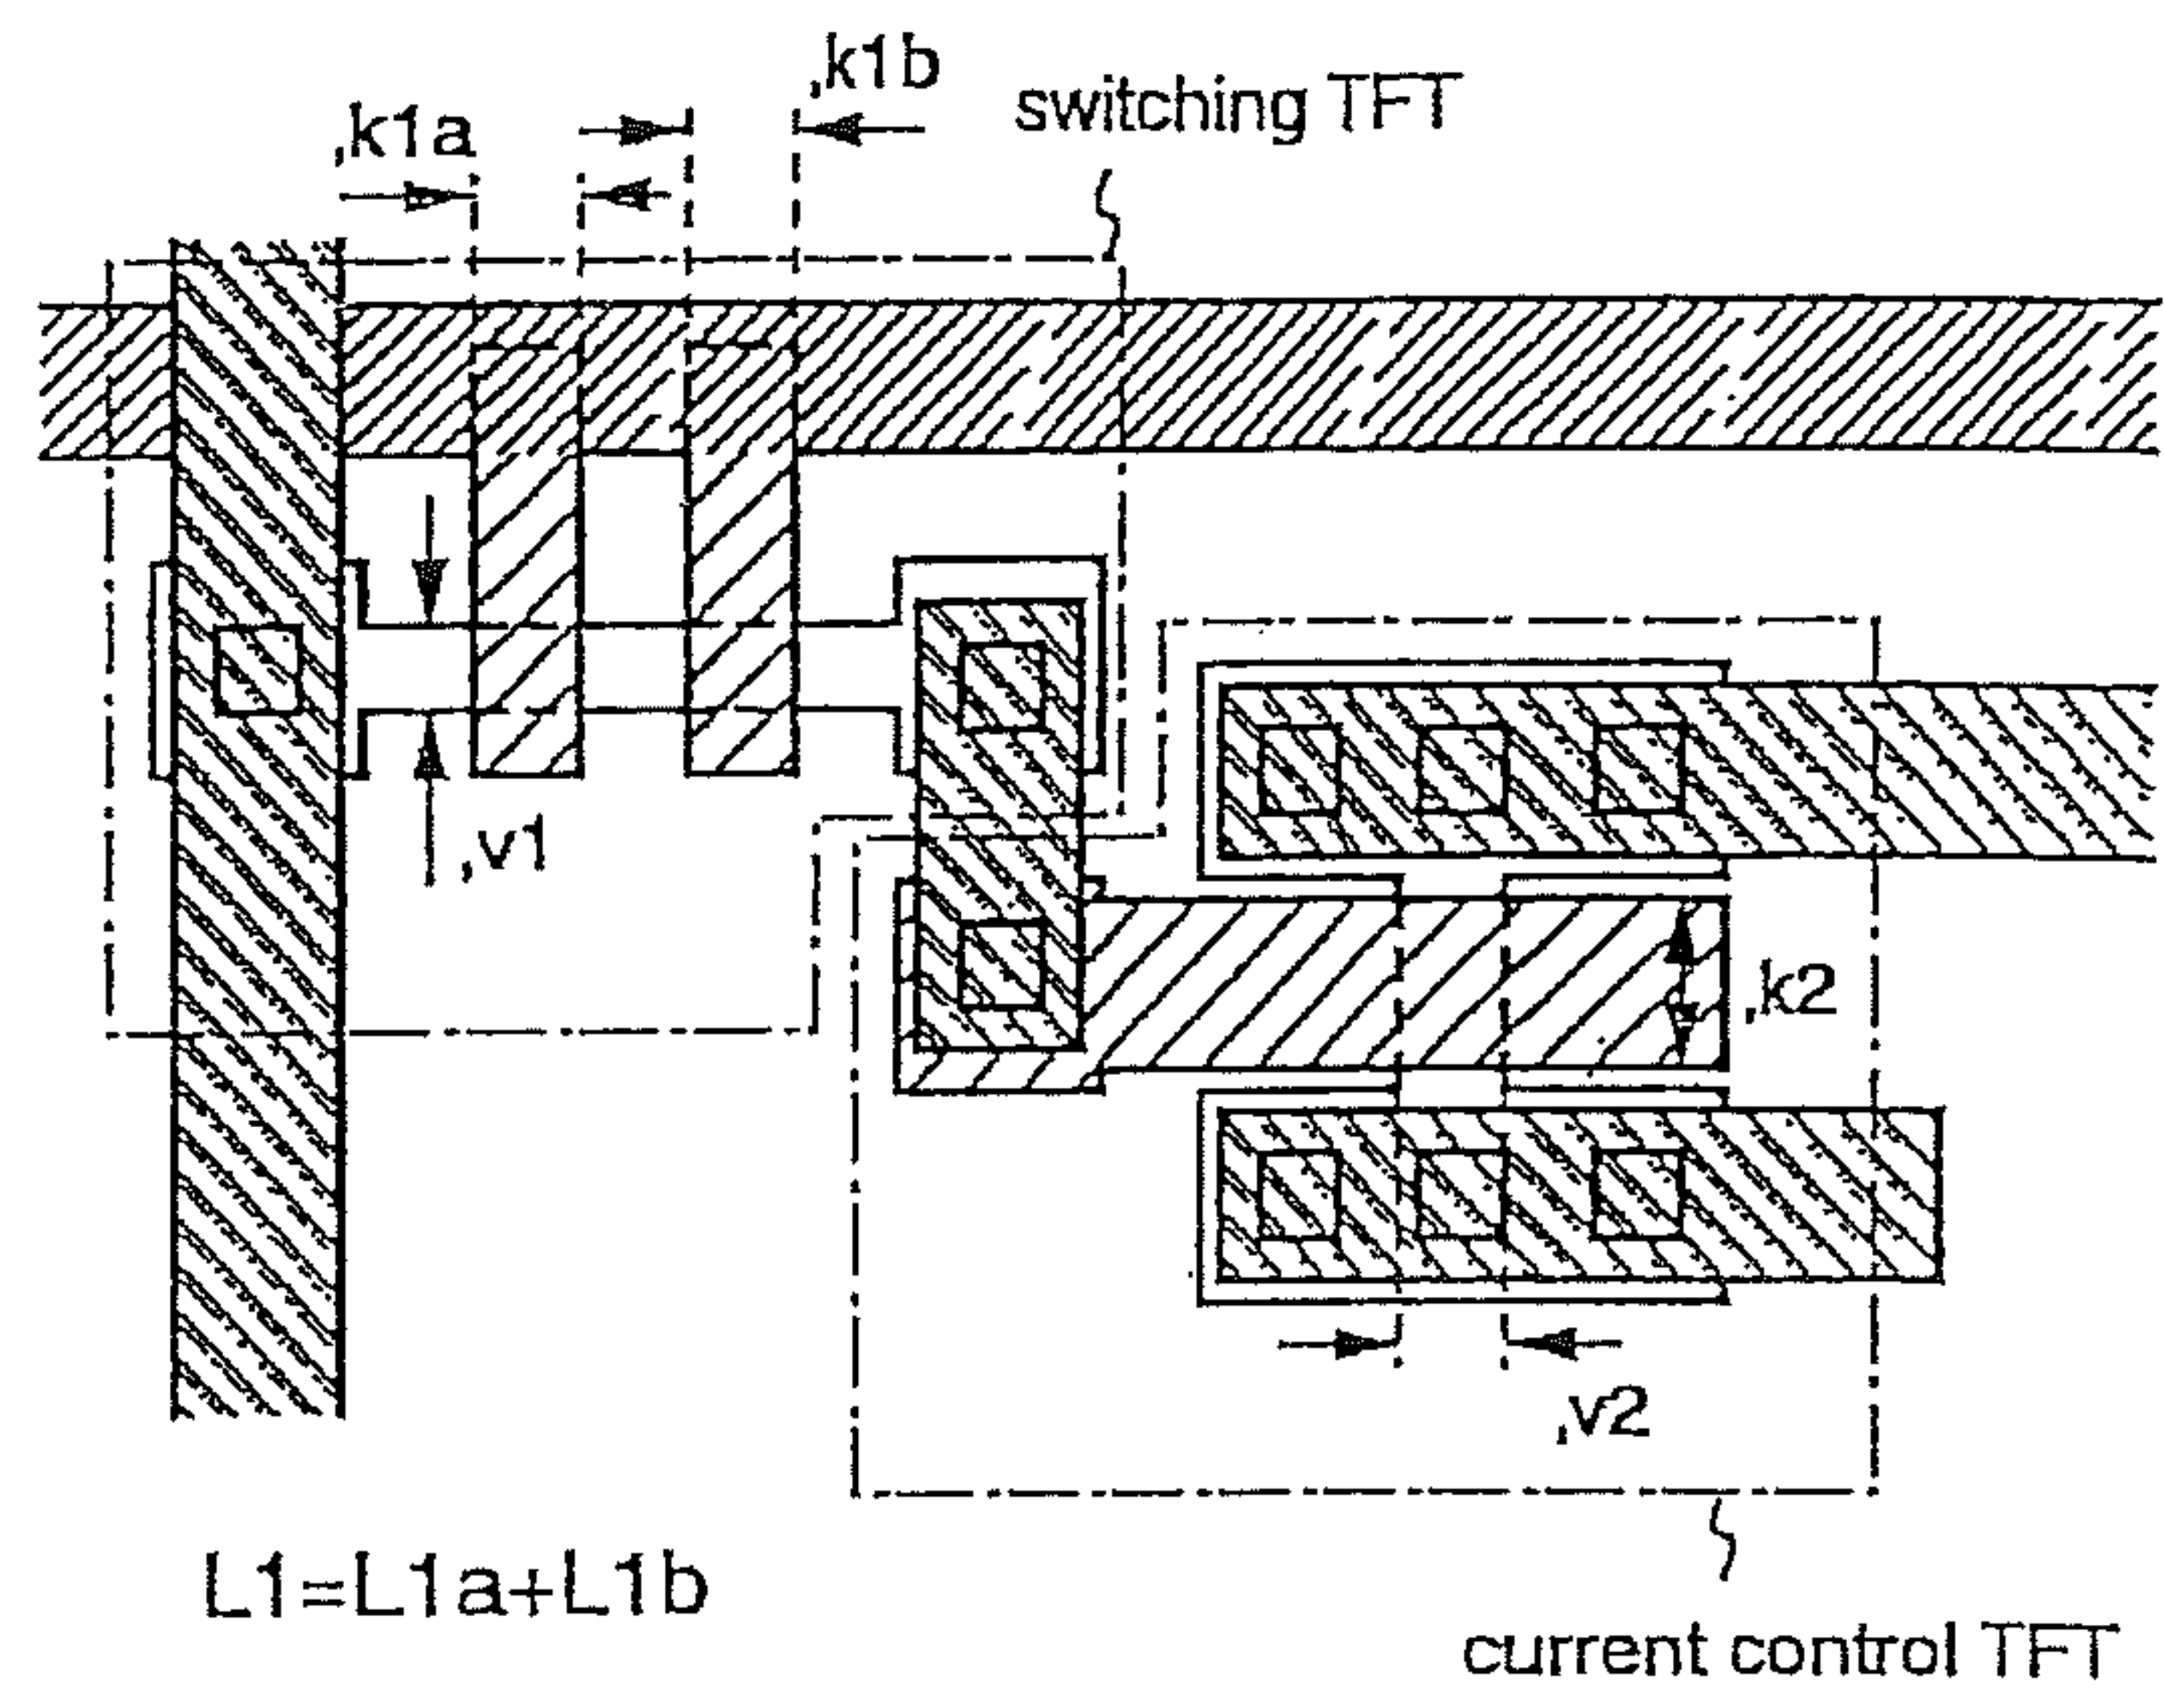 ,k1b
switching TFT
,k1a
,v1
,k2
,v2
L1=L1a+L1b
current control TFT